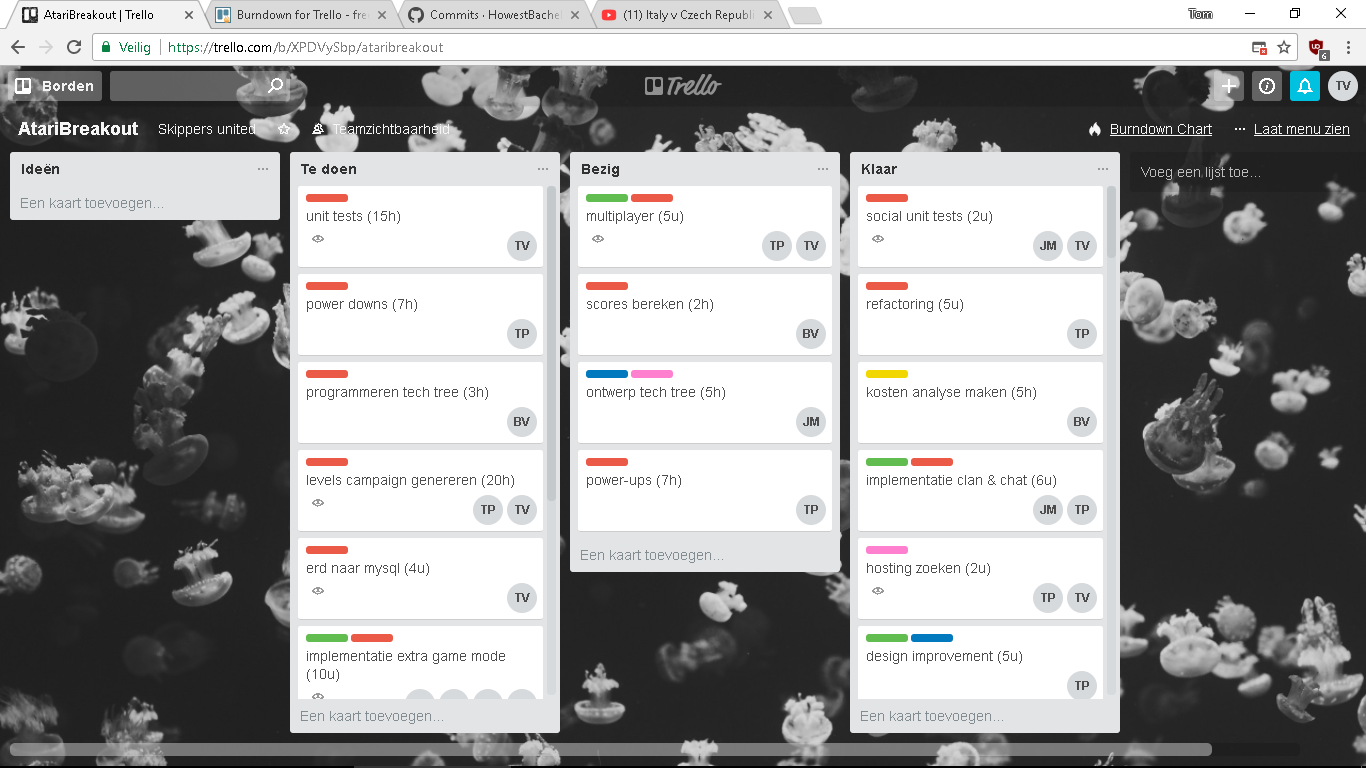 AtariBreakout | Trello
Burndown for Trello - fre
Commits · HowestBache
(11) Italy v Czech Republi
Tom
Veilig
https://trello.com/b/XPDVySbp/ataribreakout
6
Borden
Trello
TV
AtariBreakout
Skippers united
Teamzichtbaarheid
Burndown Chart
··· Laat menu zien
Ideën
Een kaart toevoegen...
Te doen
unit tests (15h)
TV
power downs (7h)
TP
programmeren tech tree (3h)
BV
levels campaign genereren (20h)
TP TV
erd naar mysql (4u)
TV
implementatie extra game mode
(10u)
Een kaart toevoegen...
Bezig
multiplayer (5u)
TP TV
scores bereken (2h)
BV
ontwerp tech tree (5h)
JM
power-ups (7h)
TP
Een kaart toevoegen...
Klaar
social unit tests (2u)
JM TV
refactoring (5u)
TP
kosten analyse maken (5h)
BV
implementatie clan & chat (6u)
JM TP
hosting zoeken (2u)
TP TV
design improvement (5u)
TP
Een kaart toevoegen...
Voeg een lijst toe...